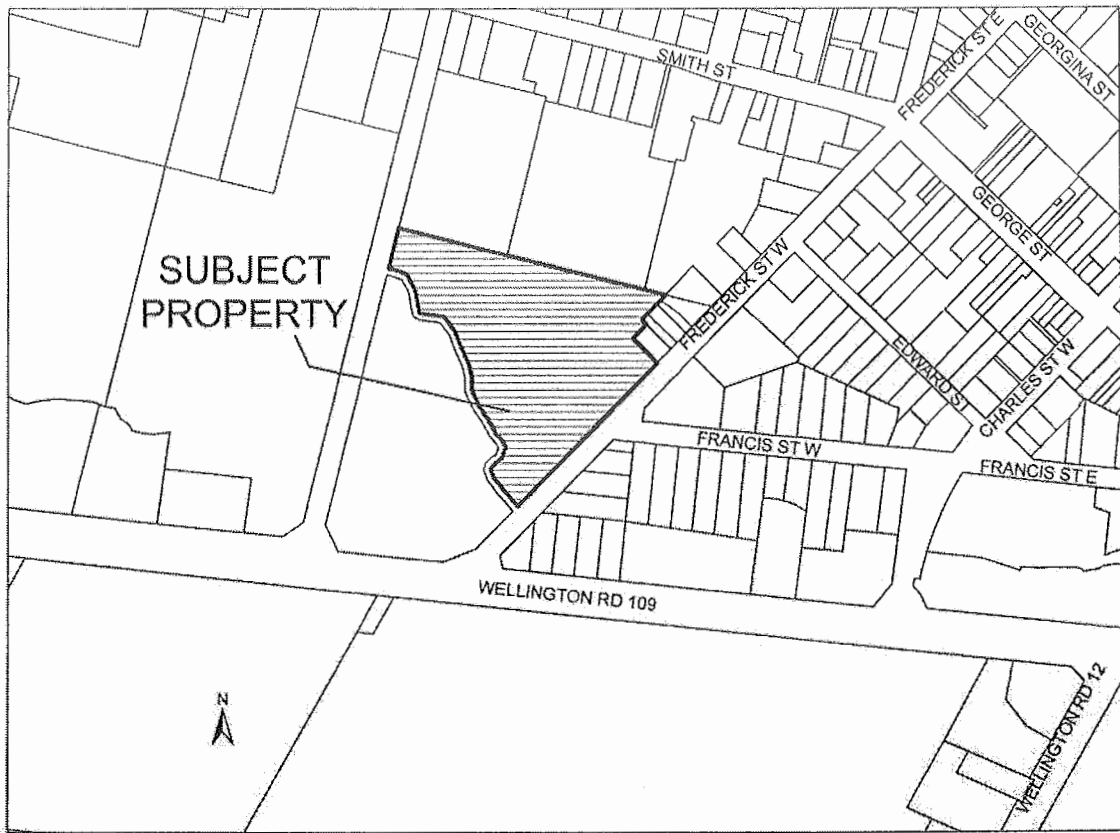 SMITH ST
FREDERICK ST E
GEORGINA ST
GEORGE ST
SUBJECT
PROPERTY
FREDERICK ST W
EDWARD ST
CHARLES ST W
FRANCIS ST W
FRANCIS ST E
WELLINGTON RD 109
N
WELLINGTON RD 12